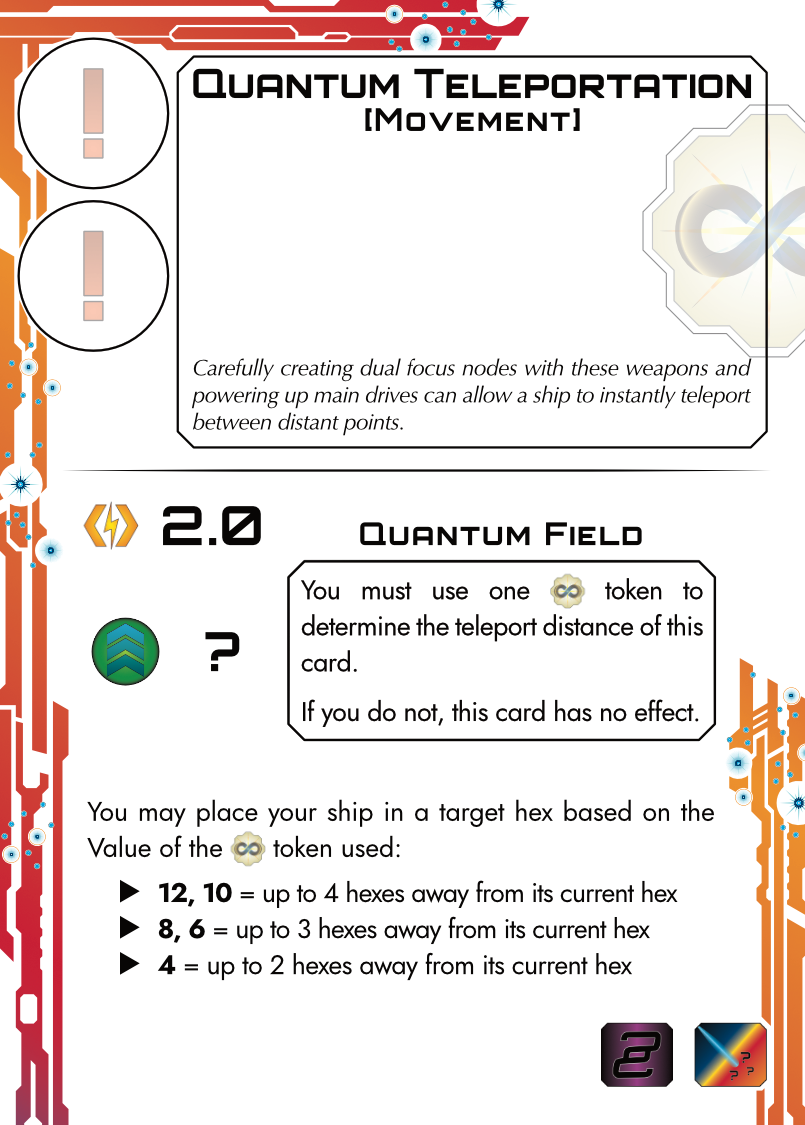 Quantum Teleportation
[Movement]
!
!
Carefully creating dual focus nodes with these weapons and
powering up main drives can allow a ship to instantly teleport
between distant points.
2.0
Quantum Field
You must use one ∞ token to
determine the teleport distance of this
card.
If you do not, this card has no effect.
?
You may place your ship in a target hex based on the
Value of the ∞ token used:
▶ 12, 10 = up to 4 hexes away from its current hex
▶ 8, 6 = up to 3 hexes away from its current hex
▶ 4 = up to 2 hexes away from its current hex
? ? ?